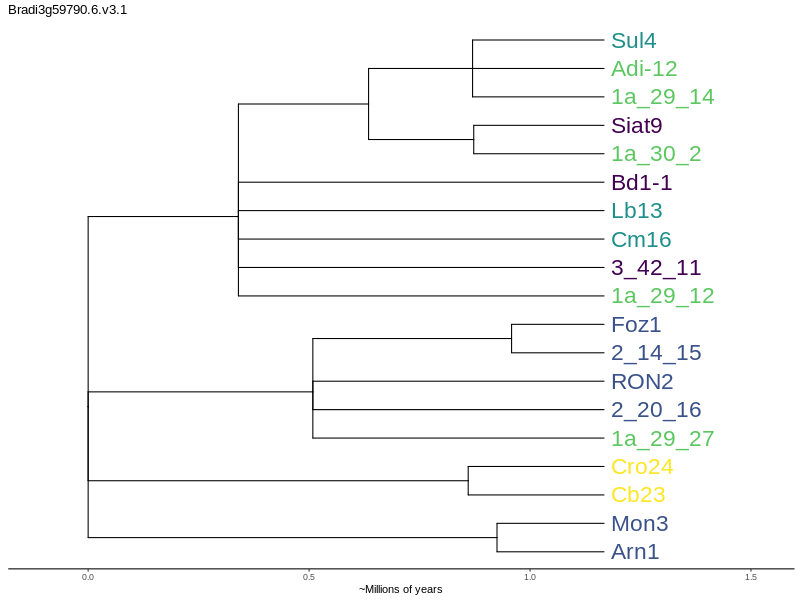 Bradi3g59790.6.v3.1
Sul4
Adi-12
1a_29_14
Siat9
1a_30_2
Bd1-1
Lb13
Cm16
3_42_11
1a_29_12
Foz1
2_14_15
RON2
2_20_16
1a_29_27
Cro24
Cb23
Mon3
Arn1
0.0 0.5 1.0 1.5
~Millions of years